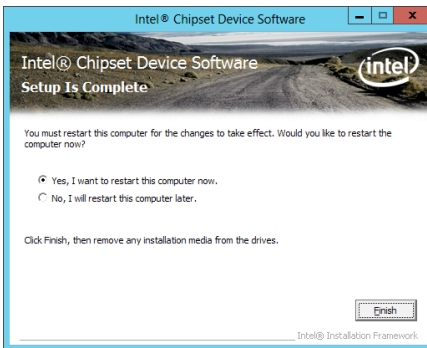 Intel® Chipset Device Software
Intel® Chipset Device Software
intel
Setup Is Complete
You must restart this computer for the changes to take effect. Would you like to restart the
computer now?
Yes, I want to restart this computer now.
No, I will restart this computer later.
Click Finish, then remove any installation media from the drives.
Finish
Intel® Installation Framework